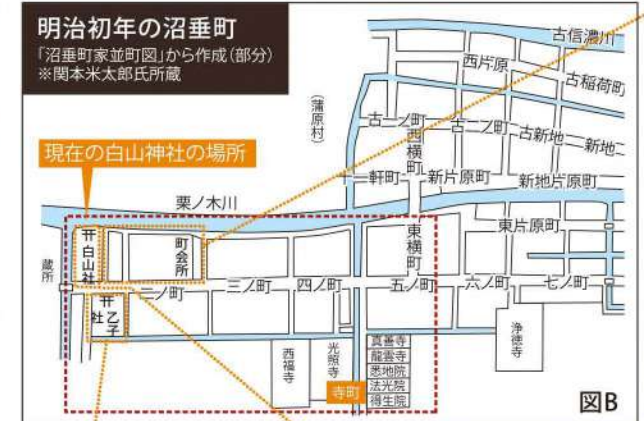 明治初年の沼垂町
「沼垂町家並町図」から作成(部分)
※関本米太郎氏所蔵
現在の白山神社の場所
(蒲原村)
古信濃川
西片原
古稲荷町
古一ノ町
西横町
古二ノ町
古新地
新地
十一軒町
新片原町
新地片原町
栗ノ木川
蔵所
白山社
町会所
東横町
東片原町
二ノ町
三ノ町
四ノ町
五ノ町
六ノ町
七ノ町
乙子社
西福寺
光照寺
寺町
真善寺
龍雲寺
悉地院
法光院
得生院
浄徳寺
図B